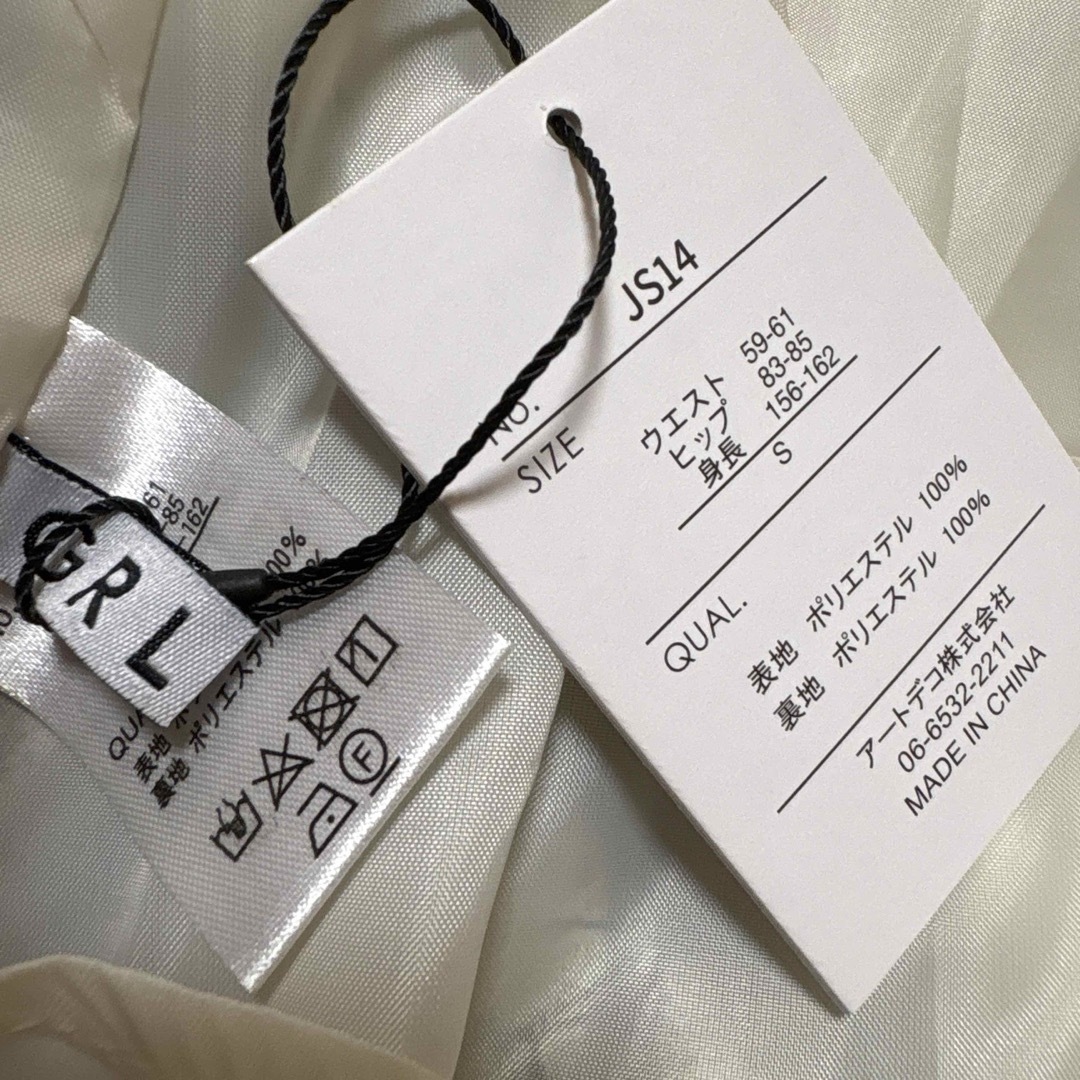 NO.
JS14
SIZE
ウエスト 59-61
ヒップ 83-85
身長 156-162
S
QUAL.
表地 ポリエステル 100%
裏地 ポリエステル 100%
アートデコ株式会社
06-6532-2211
MADE IN CHINA
GRL
61
-85
-162
表地
裏地 ポリエステル
F